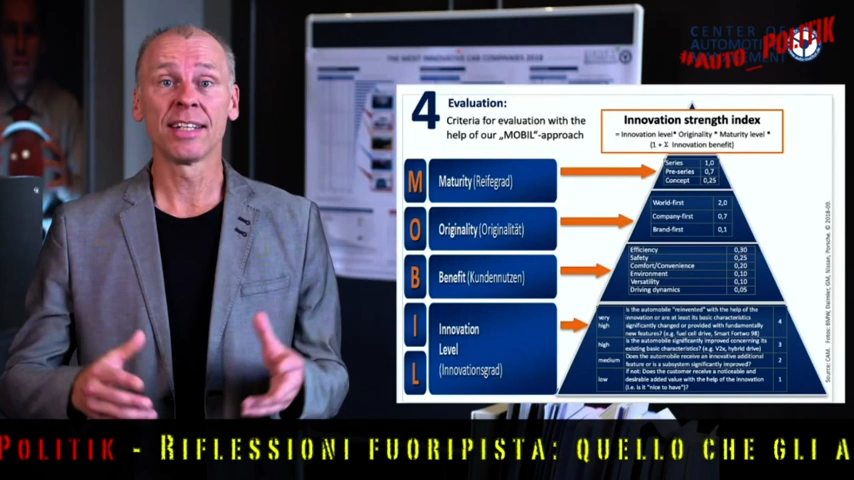 THE MOST INNOVATIVE CAR COMPANIES 2018
CENTER OF
AUTOMOTIVE
MANAGEMENT
#AUTO_POLITIK
4
Evaluation:
Criteria for evaluation with the
help of our „MOBIL"-approach
Innovation strength index
= Innovation level* Originality * Maturity level *
(1 + Σ Innovation benefit)
M
Maturity (Reifegrad)
O
Originality (Originalität)
B
Benefit (Kundennutzen)
I
L
Innovation
Level
(Innovationsgrad)
Series 1,0
Pre-series 0,7
Concept 0,25
World-first 2,0
Company-first 0,7
Brand-first 0,1
Efficiency 0,30
Safety 0,25
Comfort/Convenience 0,20
Environment 0,10
Versatility 0,10
Driving dynamics 0,05
very high
Is the automobile "reinvented" with the help of the
innovation or are at least its basic characteristics
significantly changed or provided with fundamentally
new features? (e.g. fuel cell drive, Smart Fortwo 98)
4
high
Is the automobile significantly improved concerning its
existing basic characteristics? (e.g. V2x, hybrid drive)
3
medium
Does the automobile receive an innovative additional
feature or is a subsystem significantly improved?
2
low
If not: Does the customer receive a noticeable and
desirable added value with the help of the innovation
(i.e. is it "nice to have")?
1
Source: CAM. Fotos: BMW, Daimler, GM, Nissan, Porsche. © 2018-09.
Politik - Riflessioni fuoripista: quello che gli a